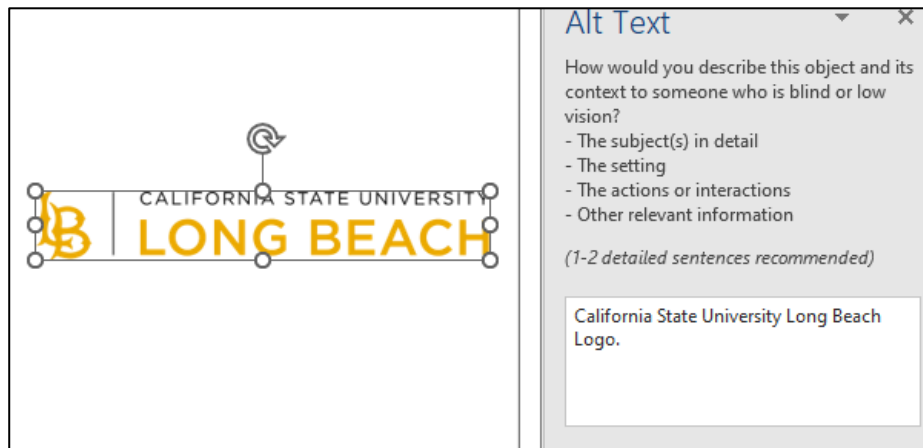 LB
CALIFORNIA STATE UNIVERSITY
LONG BEACH
Alt Text
How would you describe this object and its
context to someone who is blind or low
vision?
- The subject(s) in detail
- The setting
- The actions or interactions
- Other relevant information
(1-2 detailed sentences recommended)
California State University Long Beach
Logo.